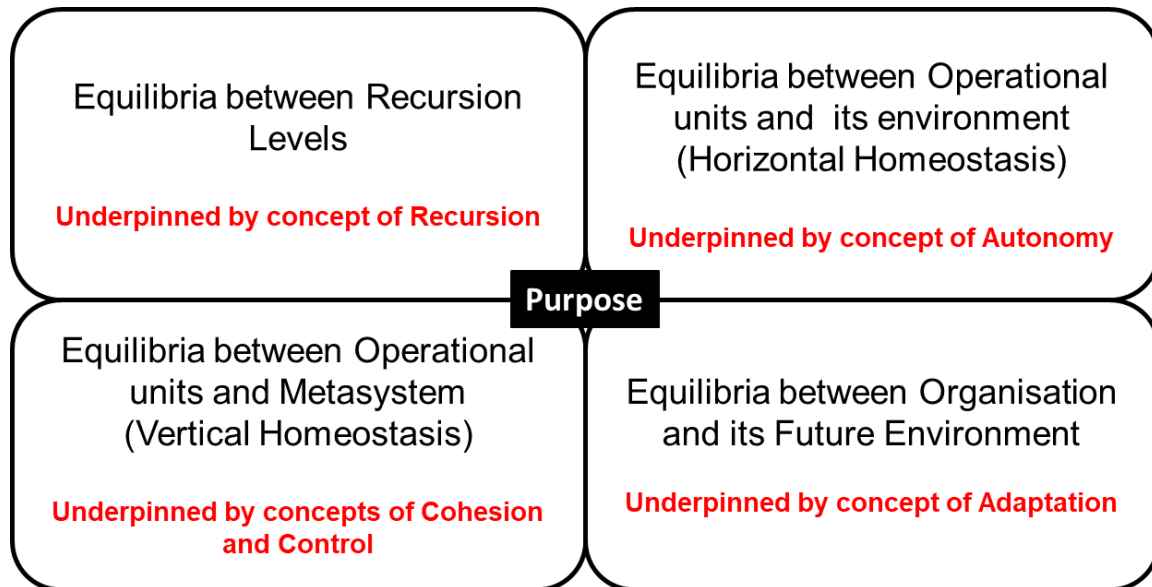 Equilibria between Recursion
Levels
Underpinned by concept of Recursion
Equilibria between Operational
units and its environment
(Horizontal Homeostasis)
Underpinned by concept of Autonomy
Purpose
Equilibria between Operational
units and Metasystem
(Vertical Homeostasis)
Underpinned by concepts of Cohesion
and Control
Equilibria between Organisation
and its Future Environment
Underpinned by concept of Adaptation